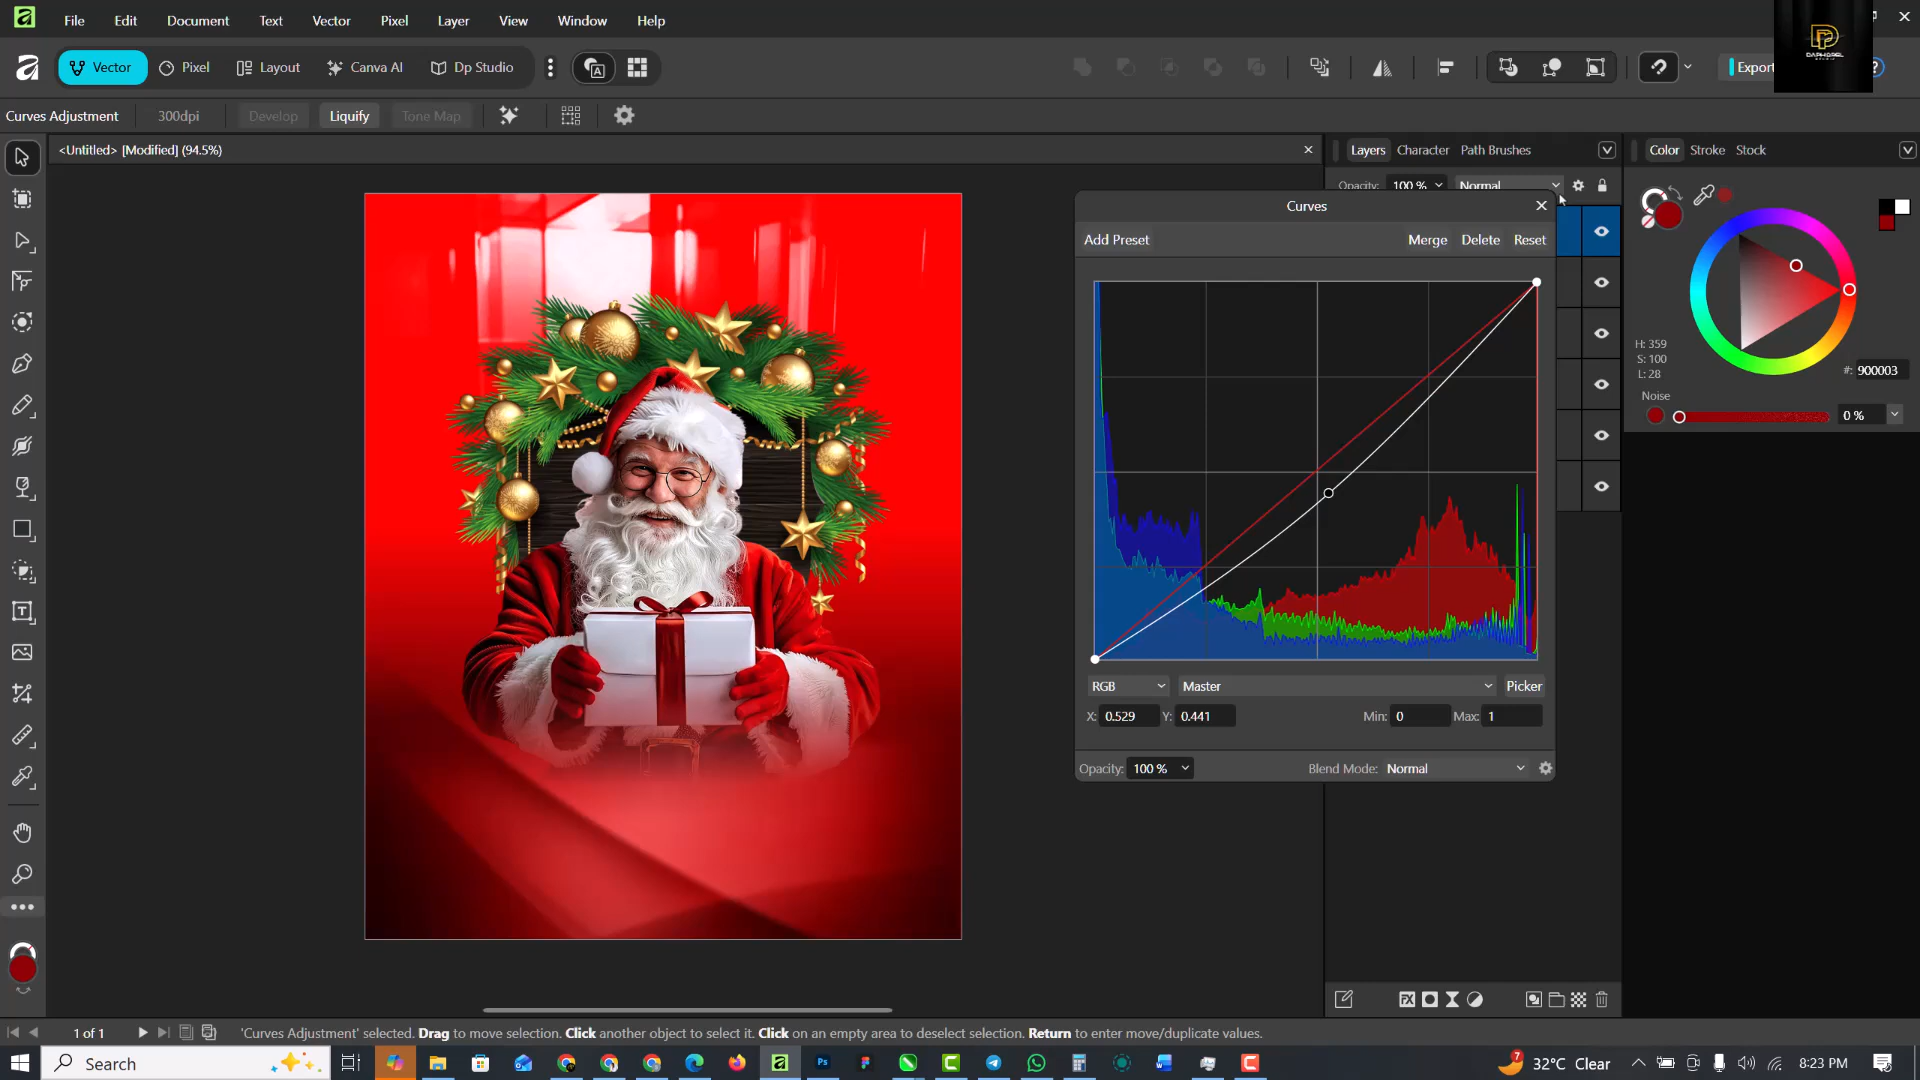 File Edit Document Text Vector Pixel Layer View Window Help
Vector Pixel Layout Canva AI Dp Studio Export
Curves Adjustment 300dpi Develop Liquify Tone Map
<Untitled> [Modified] (94.5%)
Layers Character Path Brushes
Color Stroke Stock
Opacity: 100 % Normal
Curves
Add Preset Merge Delete Reset
H: 359
S: 100
L: 28
#: 900003
Noise
0 %
RGB Master Picker
X: 0.529 Y: 0.441 Min: 0 Max: 1
Opacity: 100 % Blend Mode: Normal
1 of 1 'Curves Adjustment' selected. Drag to move selection. Click another object to select it. Click on an empty area to deselect selection. Return to enter move/duplicate values.
Search 7 32°C Clear 8:23 PM